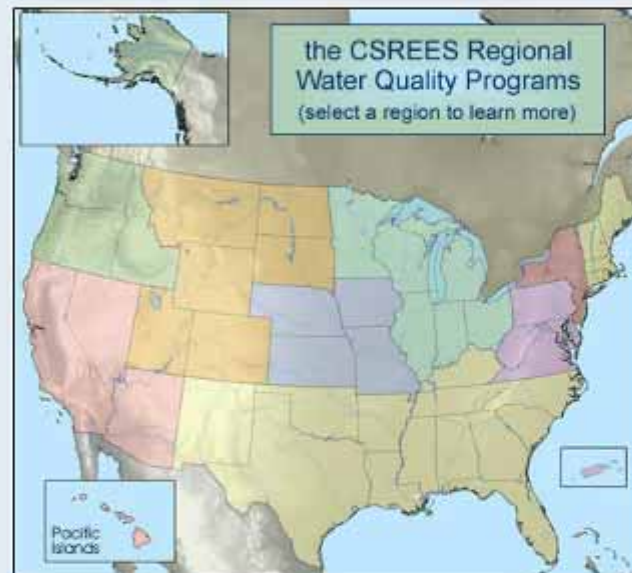 the CSREES Regional
Water Quality Programs
(select a region to learn more)
Pacific
Islands